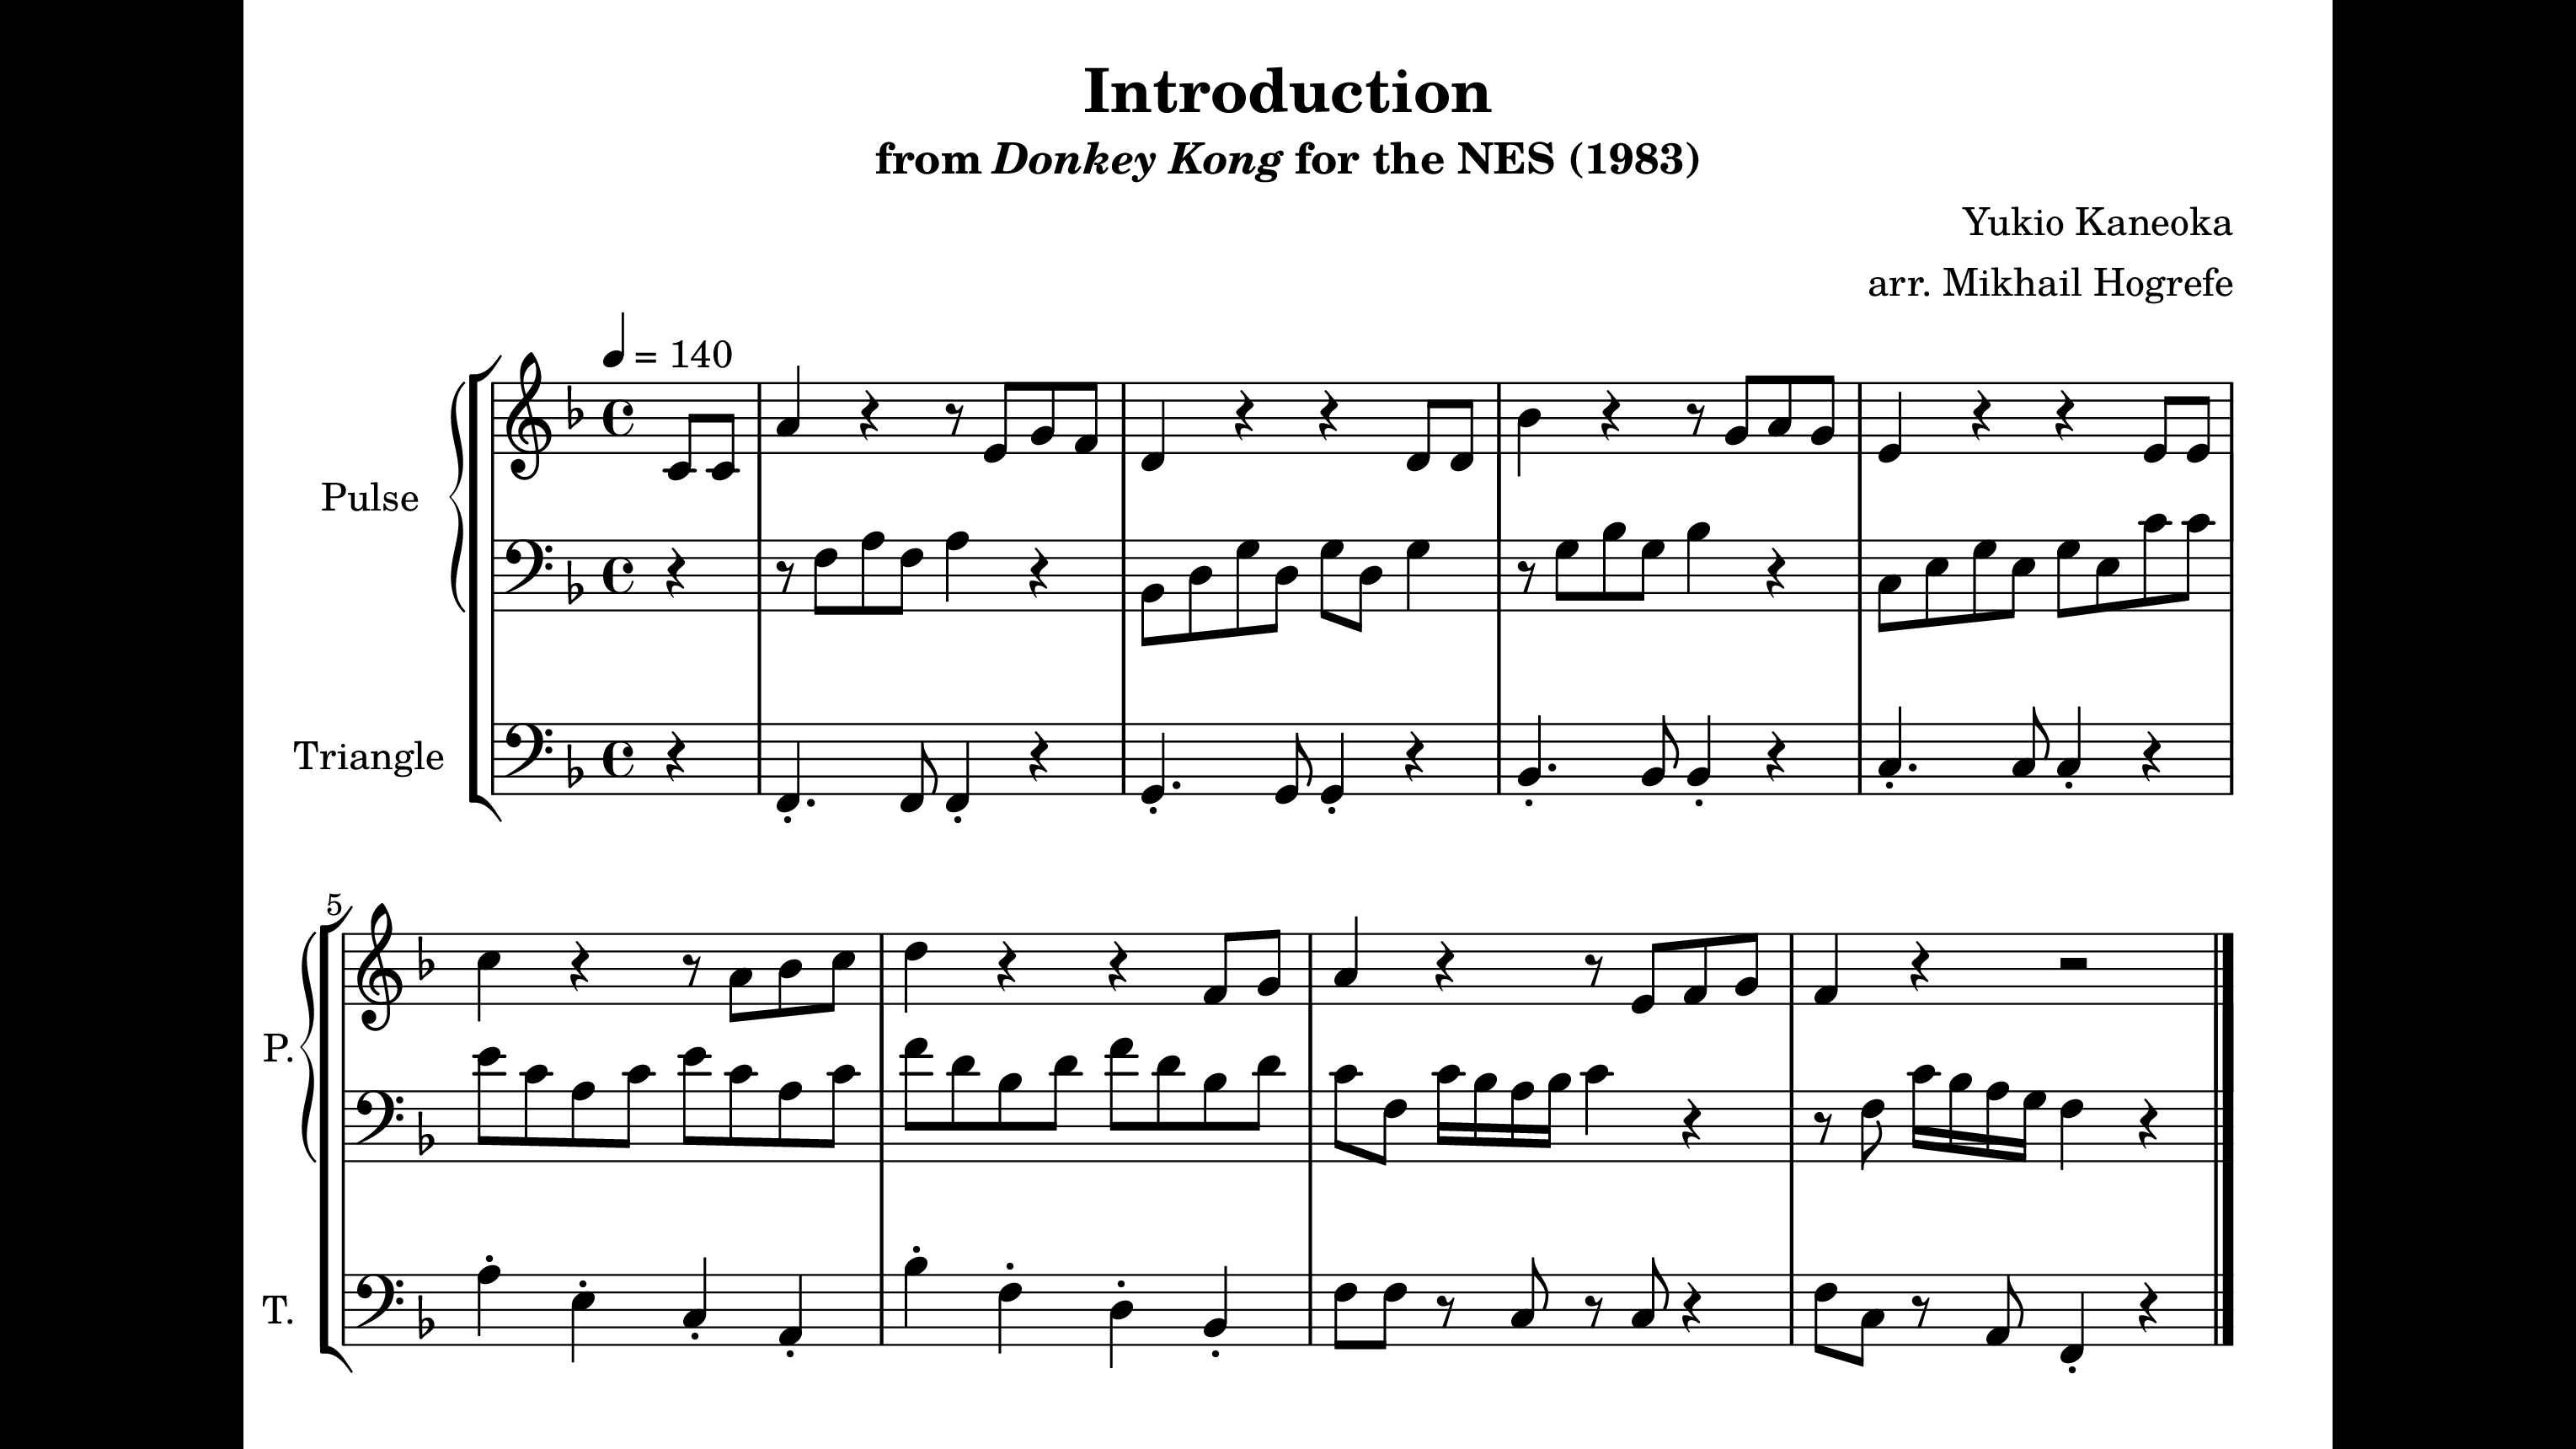 Introduction
from Donkey Kong for the NES (1983)
Yukio Kaneoka
arr. Mikhail Hogrefe
= 140
Pulse
Triangle
5
P.
T.